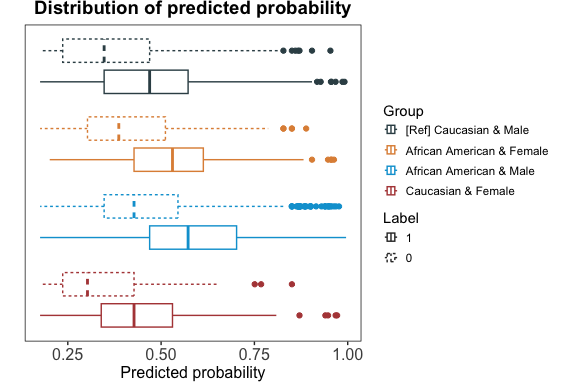 Distribution of predicted probability
Group
[Ref] Caucasian & Male
African American & Female
African American & Male
Caucasian & Female
Label
1
0
0.25 0.50 0.75 1.00
Predicted probability